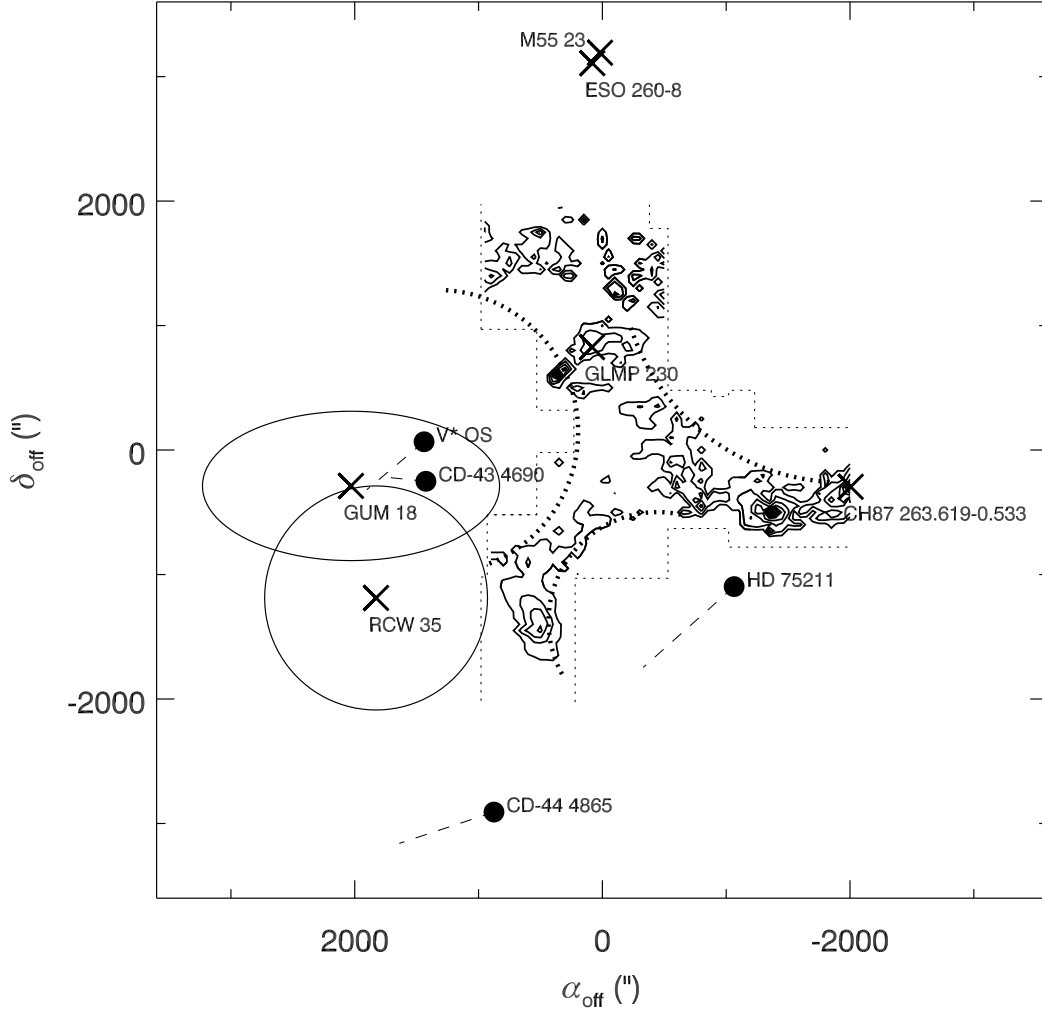 M55 23
ESO 260-8
2000
GLMP 230
δoff (")
0
V* OS
CD-43 4690
GUM 18
CH87 263.619-0.533
HD 75211
RCW 35
-2000
CD-44 4865
2000 0 -2000
αoff (")